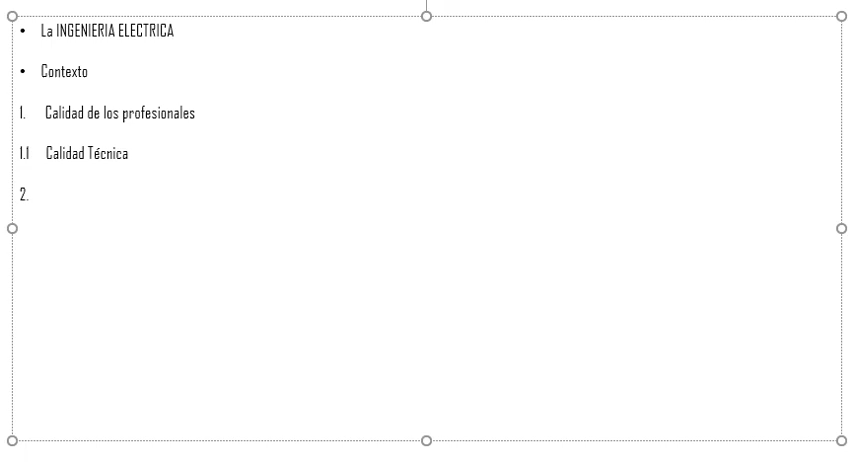 • La INGENIERIA ELECTRICA
• Contexto
1. Calidad de los profesionales
1.1 Calidad Técnica
2.